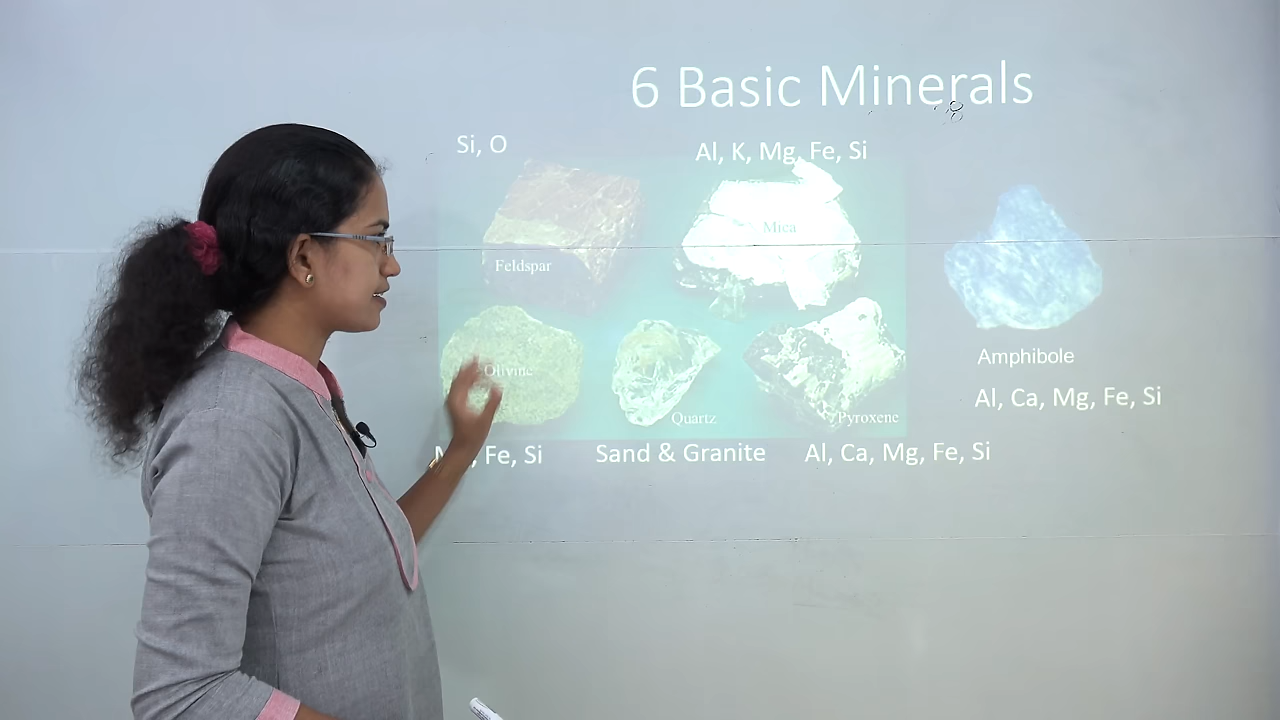 6 Basic Minerals
Si, O
Al, K, Mg, Fe, Si
Mica
Feldspar
Olivine
Quartz
Pyroxene
Amphibole
Al, Ca, Mg, Fe, Si
Fe, Si
Sand & Granite
Al, Ca, Mg, Fe, Si